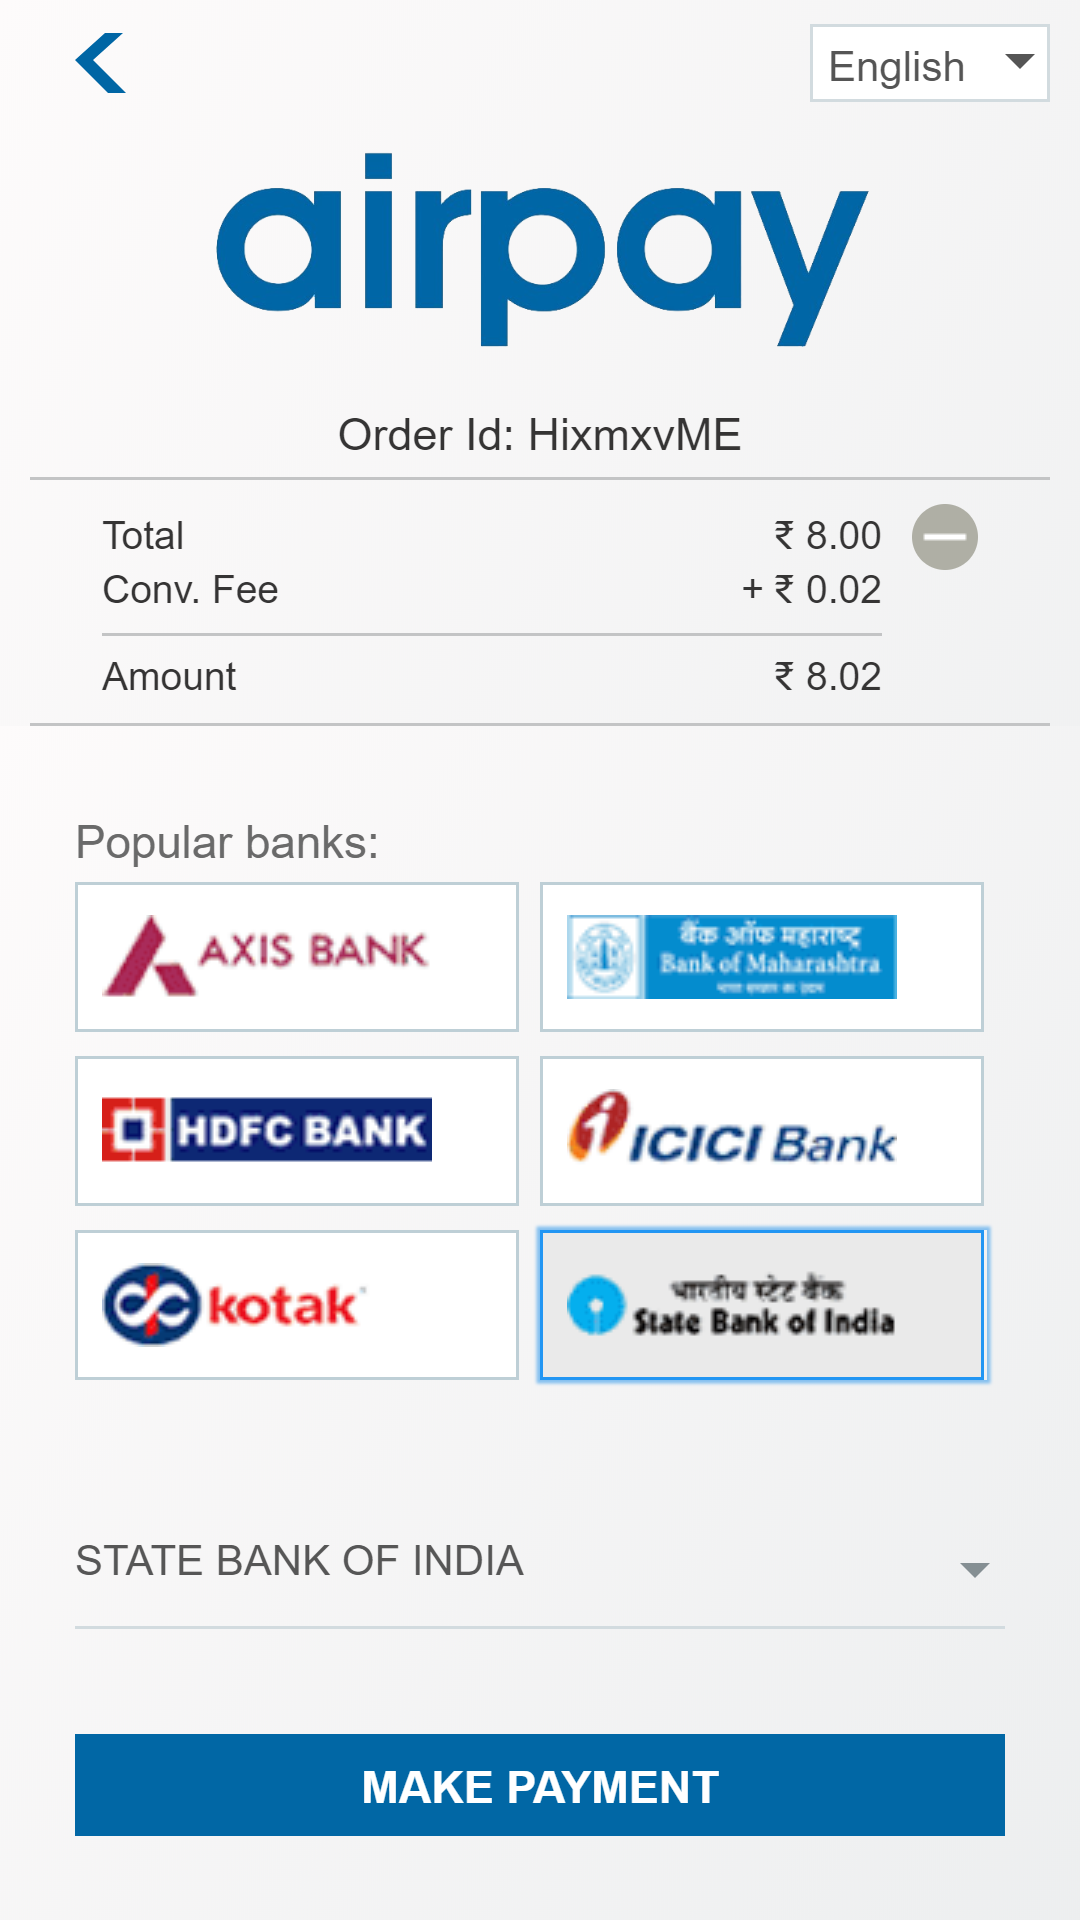 English
airpay
Order Id: HixmxvME
Total ₹ 8.00
Conv. Fee + ₹ 0.02
Amount ₹ 8.02
Popular banks:
AXIS BANK
बैंक ऑफ महाराष्ट्र
Bank of Maharashtra
HDFC BANK
ICICI Bank
kotak
भारतीय स्टेट बैंक
State Bank of India
STATE BANK OF INDIA
MAKE PAYMENT